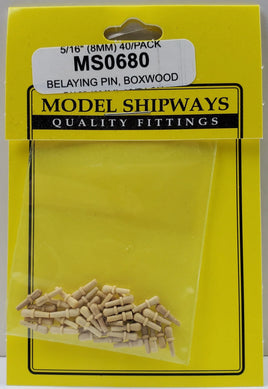 5/16" (8MM) 40/PACK
MS0680
BELAYING PIN, BOXWOOD
MODEL SHIPWAYS
QUALITY FITTINGS